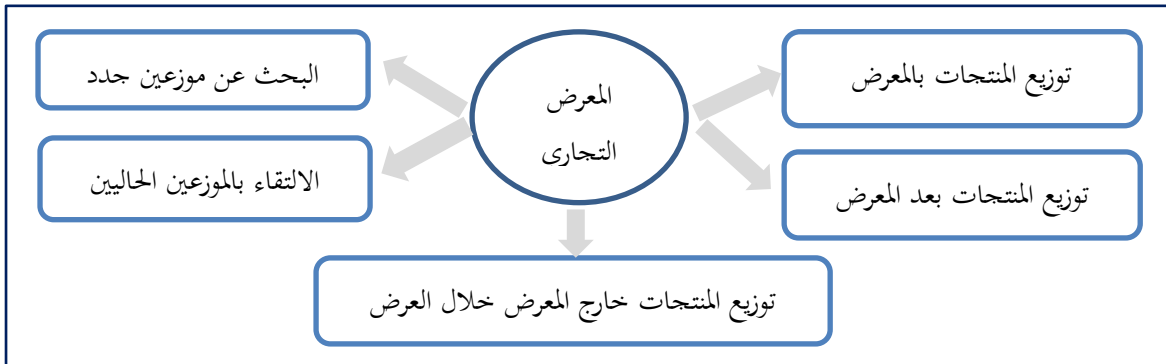 المعرض
التجارى
توزيع المنتجات بالمعرض
البحث عن موزعين جدد
توزيع المنتجات بعد المعرض
الالتقاء بالموزعين الحاليين
توزيع المنتجات خارج المعرض خلال العرض